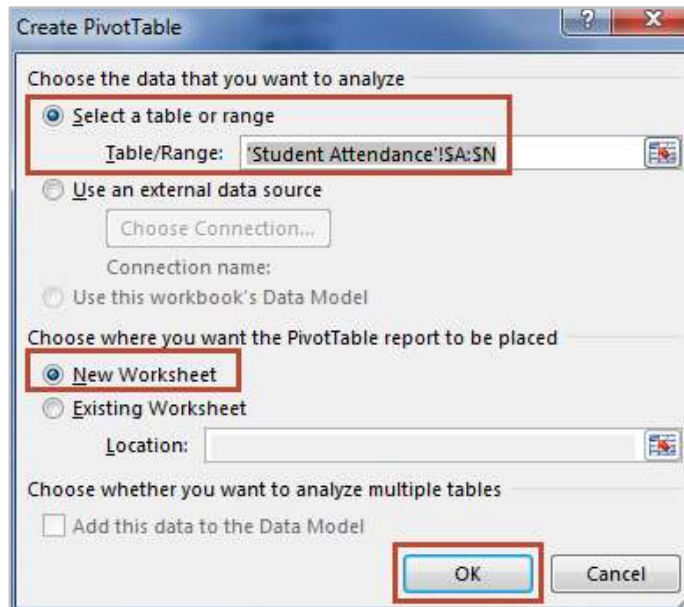 Create PivotTable
? X
Choose the data that you want to analyze
Select a table or range
Table/Range: 'Student Attendance'!$A:$N
Use an external data source
Choose Connection...
Connection name:
Use this workbook's Data Model
Choose where you want the PivotTable report to be placed
New Worksheet
Existing Worksheet
Location:
Choose whether you want to analyze multiple tables
Add this data to the Data Model
OK Cancel